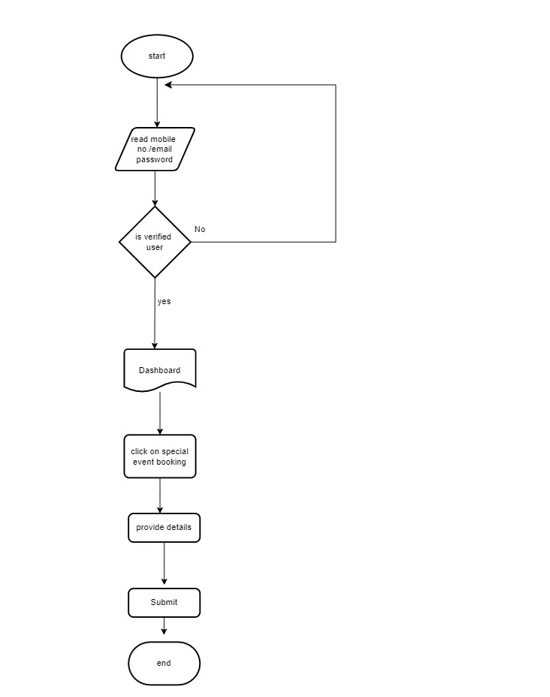 start
read mobile
no./email
password
is verified
user
No
yes
Dashboard
click on special
event booking
provide details
Submit
end